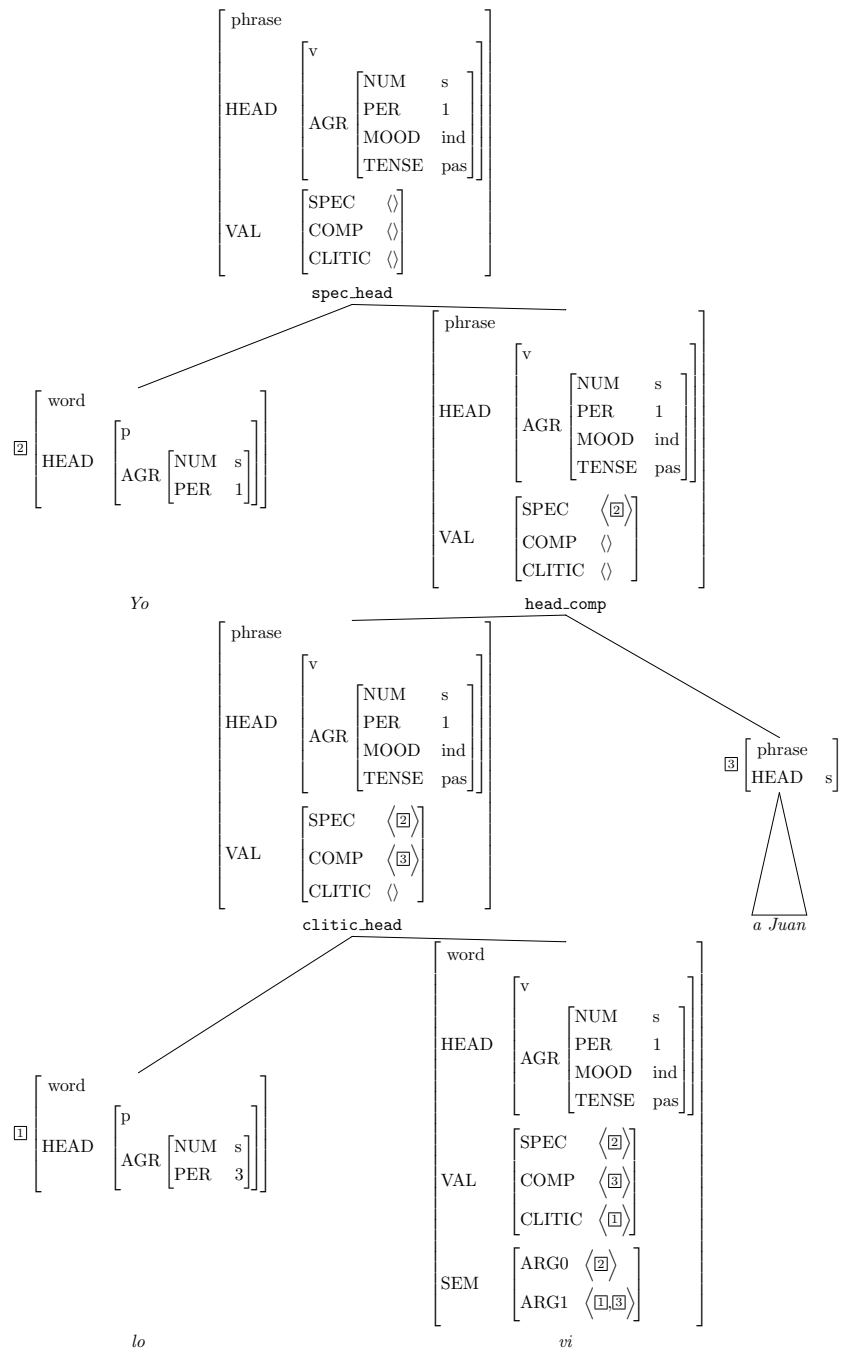 phrase
v
NUM s
HEAD PER 1
AGR
MOOD ind
TENSE pas
SPEC ⟨⟩
VAL COMP ⟨⟩
CLITIC ⟨⟩
spec_head
phrase
v
NUM s
HEAD PER 1
AGR
MOOD ind
TENSE pas
SPEC ⟨2⟩
VAL COMP ⟨⟩
CLITIC ⟨⟩
word
p
2 HEAD NUM s
AGR
PER 1
Yo
head_comp
phrase
v
NUM s
HEAD PER 1
AGR
MOOD ind
TENSE pas
SPEC ⟨2⟩
VAL COMP ⟨3⟩
CLITIC ⟨⟩
phrase
3 HEAD s
a Juan
clitic_head
word
p
1 HEAD NUM s
AGR
PER 3
lo
word
v
NUM s
HEAD PER 1
AGR
MOOD ind
TENSE pas
SPEC ⟨2⟩
VAL COMP ⟨3⟩
CLITIC ⟨1⟩
ARG0 ⟨2⟩
SEM
ARG1 ⟨1,3⟩
vi